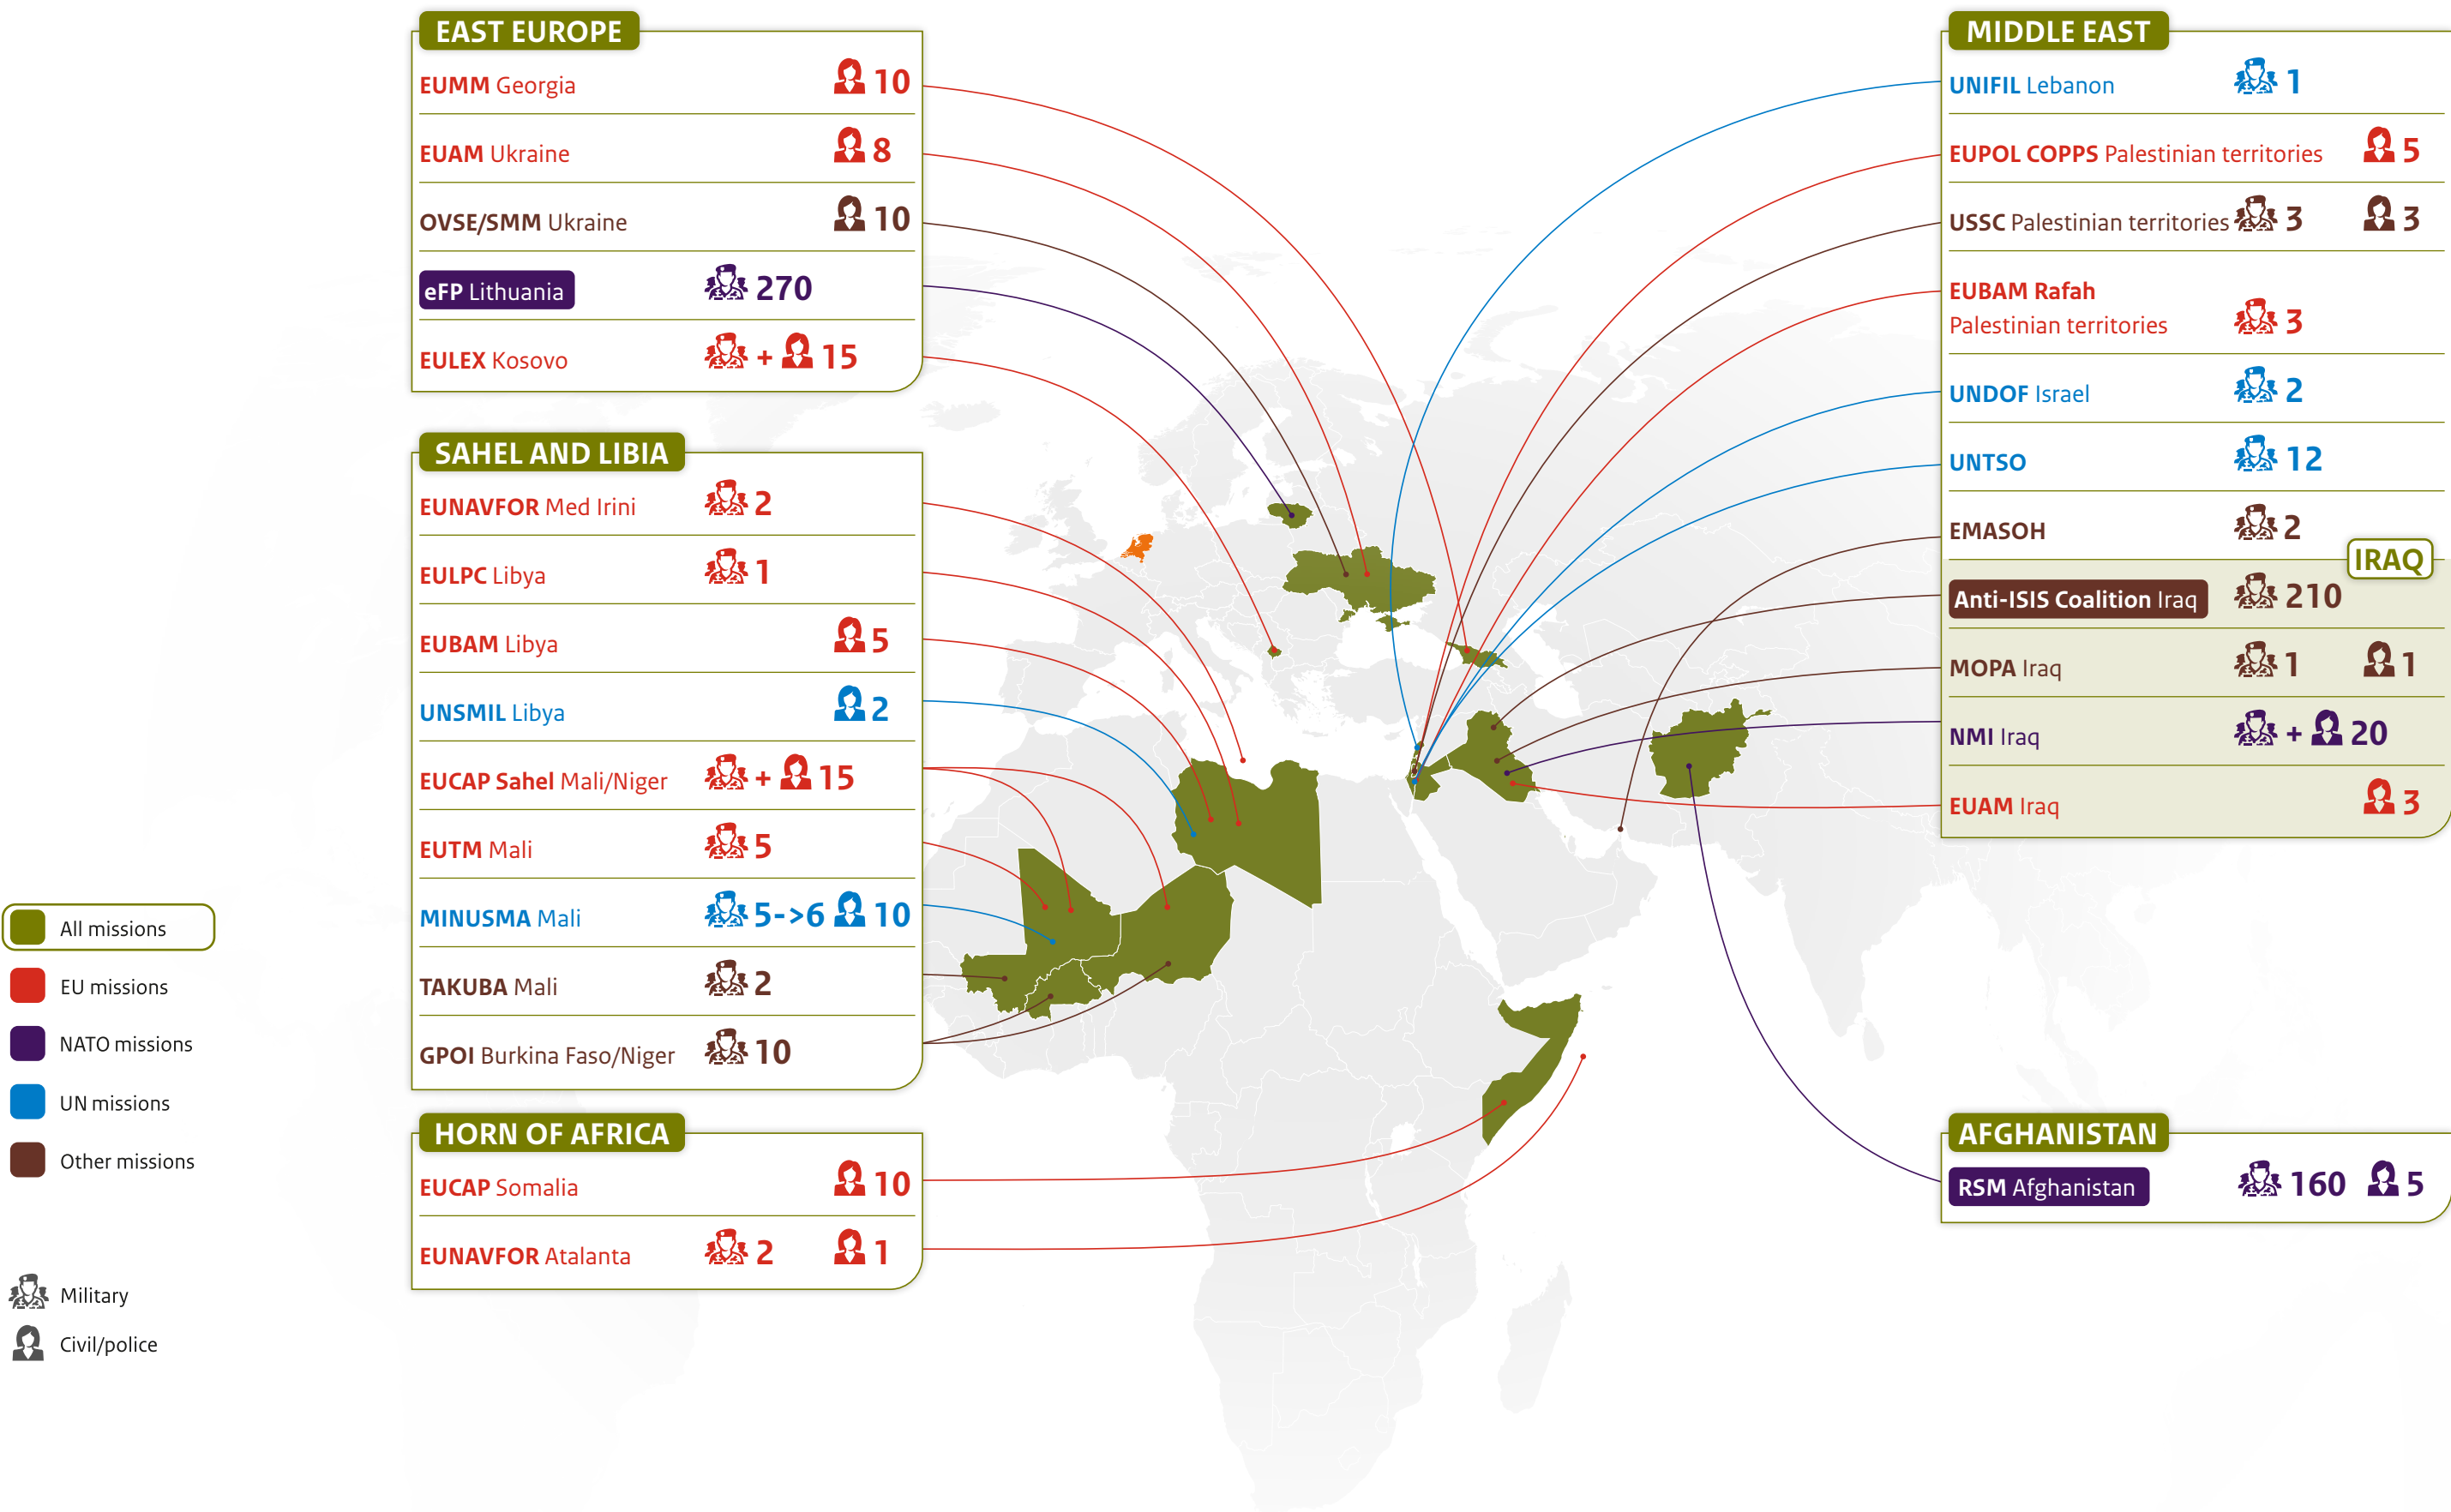 EAST EUROPE
EUMM Georgia 10
EUAM Ukraine 8
OVSE/SMM Ukraine 10
eFP Lithuania 270
EULEX Kosovo + 15
SAHEL AND LIBIA
EUNAVFOR Med Irini 2
EULPC Libya 1
EUBAM Libya 5
UNSMIL Libya 2
EUCAP Sahel Mali/Niger + 15
EUTM Mali 5
MINUSMA Mali 5->6 10
TAKUBA Mali 2
GPOI Burkina Faso/Niger 10
HORN OF AFRICA
EUCAP Somalia 10
EUNAVFOR Atalanta 2 1
MIDDLE EAST
UNIFIL Lebanon 1
EUPOL COPPS Palestinian territories 5
USSC Palestinian territories 3 3
EUBAM Rafah
Palestinian territories 3
UNDOF Israel 2
UNTSO 12
EMASOH 2
IRAQ
Anti-ISIS Coalition Iraq 210
MOPA Iraq 1 1
NMI Iraq + 20
EUAM Iraq 3
AFGHANISTAN
RSM Afghanistan 160 5
All missions
EU missions
NATO missions
UN missions
Other missions
Military
Civil/police